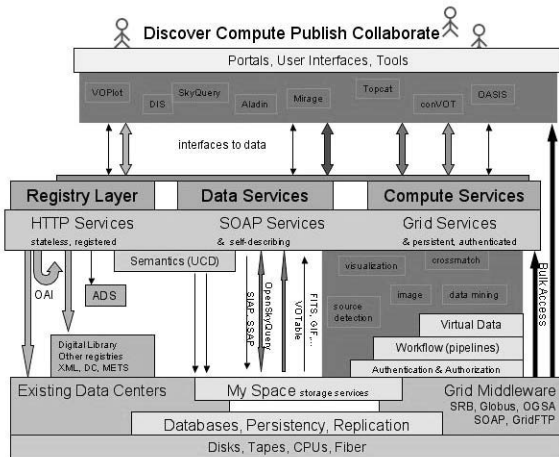 Discover Compute Publish Collaborate
Portals, User Interfaces, Tools
VOPlot
DIS
SkyQuery
Aladin
Mirage
Topcat
conVOT
OASIS
interfaces to data
Registry Layer
Data Services
Compute Services
HTTP Services
SOAP Services
Grid Services
stateless, registered
& self-describing
& persistent, authenticated
Semantics (UCD)
OAI
ADS
SIAP, SSAP
OpenSkyQuery
FITS, GIF,...
VOTable
visualization
crossmatch
source
detection
image
data mining
Bulk Access
Virtual Data
Workflow (pipelines)
Authentication & Authorization
Digital Library
Other registries
XML, DC, METS
Existing Data Centers
My Space storage services
Grid Middleware
SRB, Globus, OGSA
SOAP, GridFTP
Databases, Persistency, Replication
Disks, Tapes, CPUs, Fiber